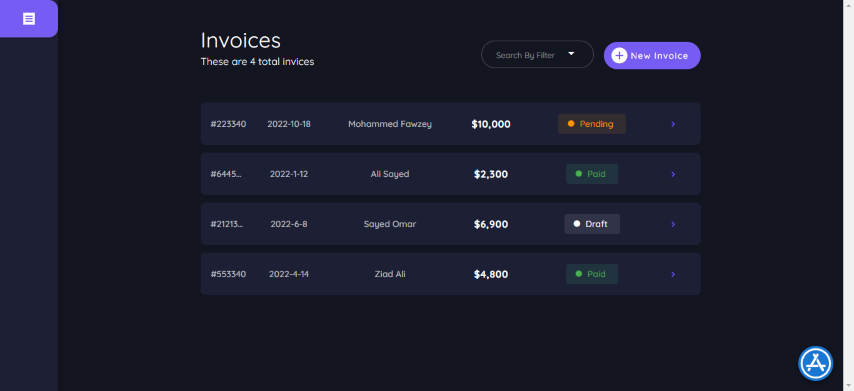 Invoices
These are 4 total invices
Search By Filter
New Invoice
#223340 2022-10-18 Mohammed Fawzey $10,000 Pending
#6445... 2022-1-12 Ali Sayed $2,300 Paid
#21213... 2022-6-8 Sayed Omar $6,900 Draft
#553340 2022-4-14 Ziad Ali $4,800 Paid